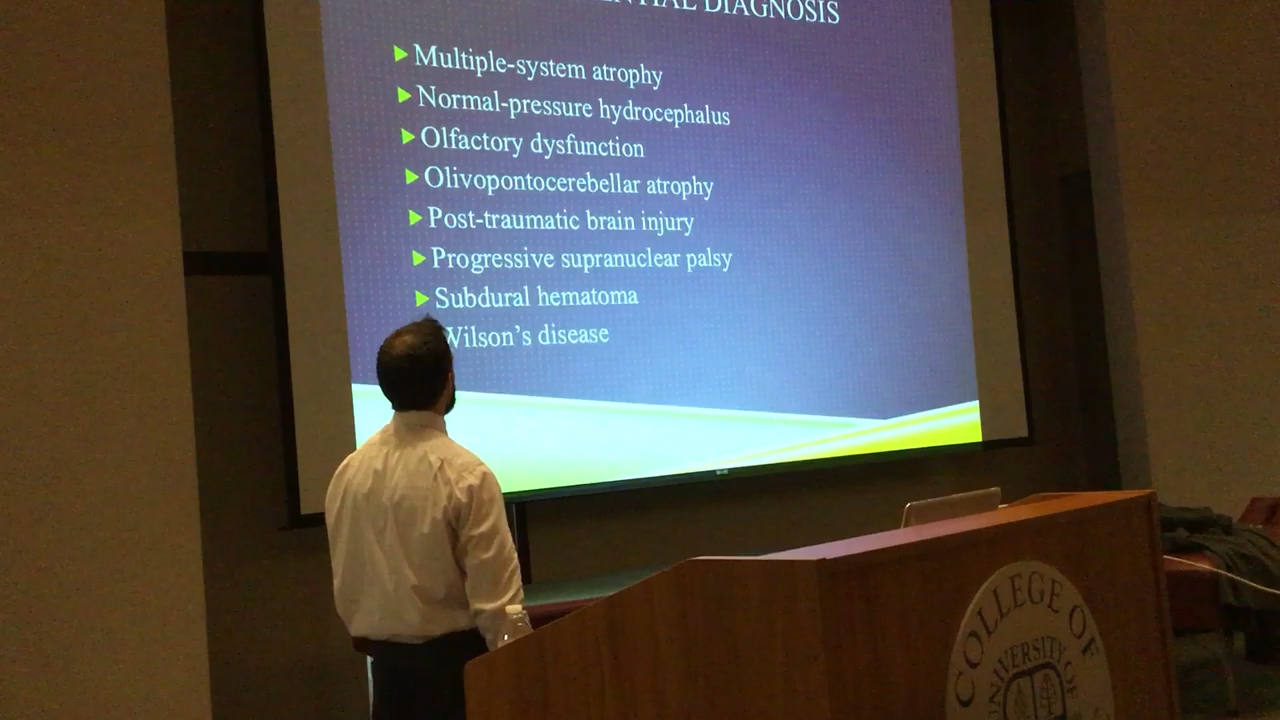 DIAGNOSIS
Multiple-system atrophy
Normal-pressure hydrocephalus
Olfactory dysfunction
Olivopontocerebellar atrophy
Post-traumatic brain injury
Progressive supranuclear palsy
Subdural hematoma
Wilson's disease
COLLEGE OF
UNIVERSITY OF